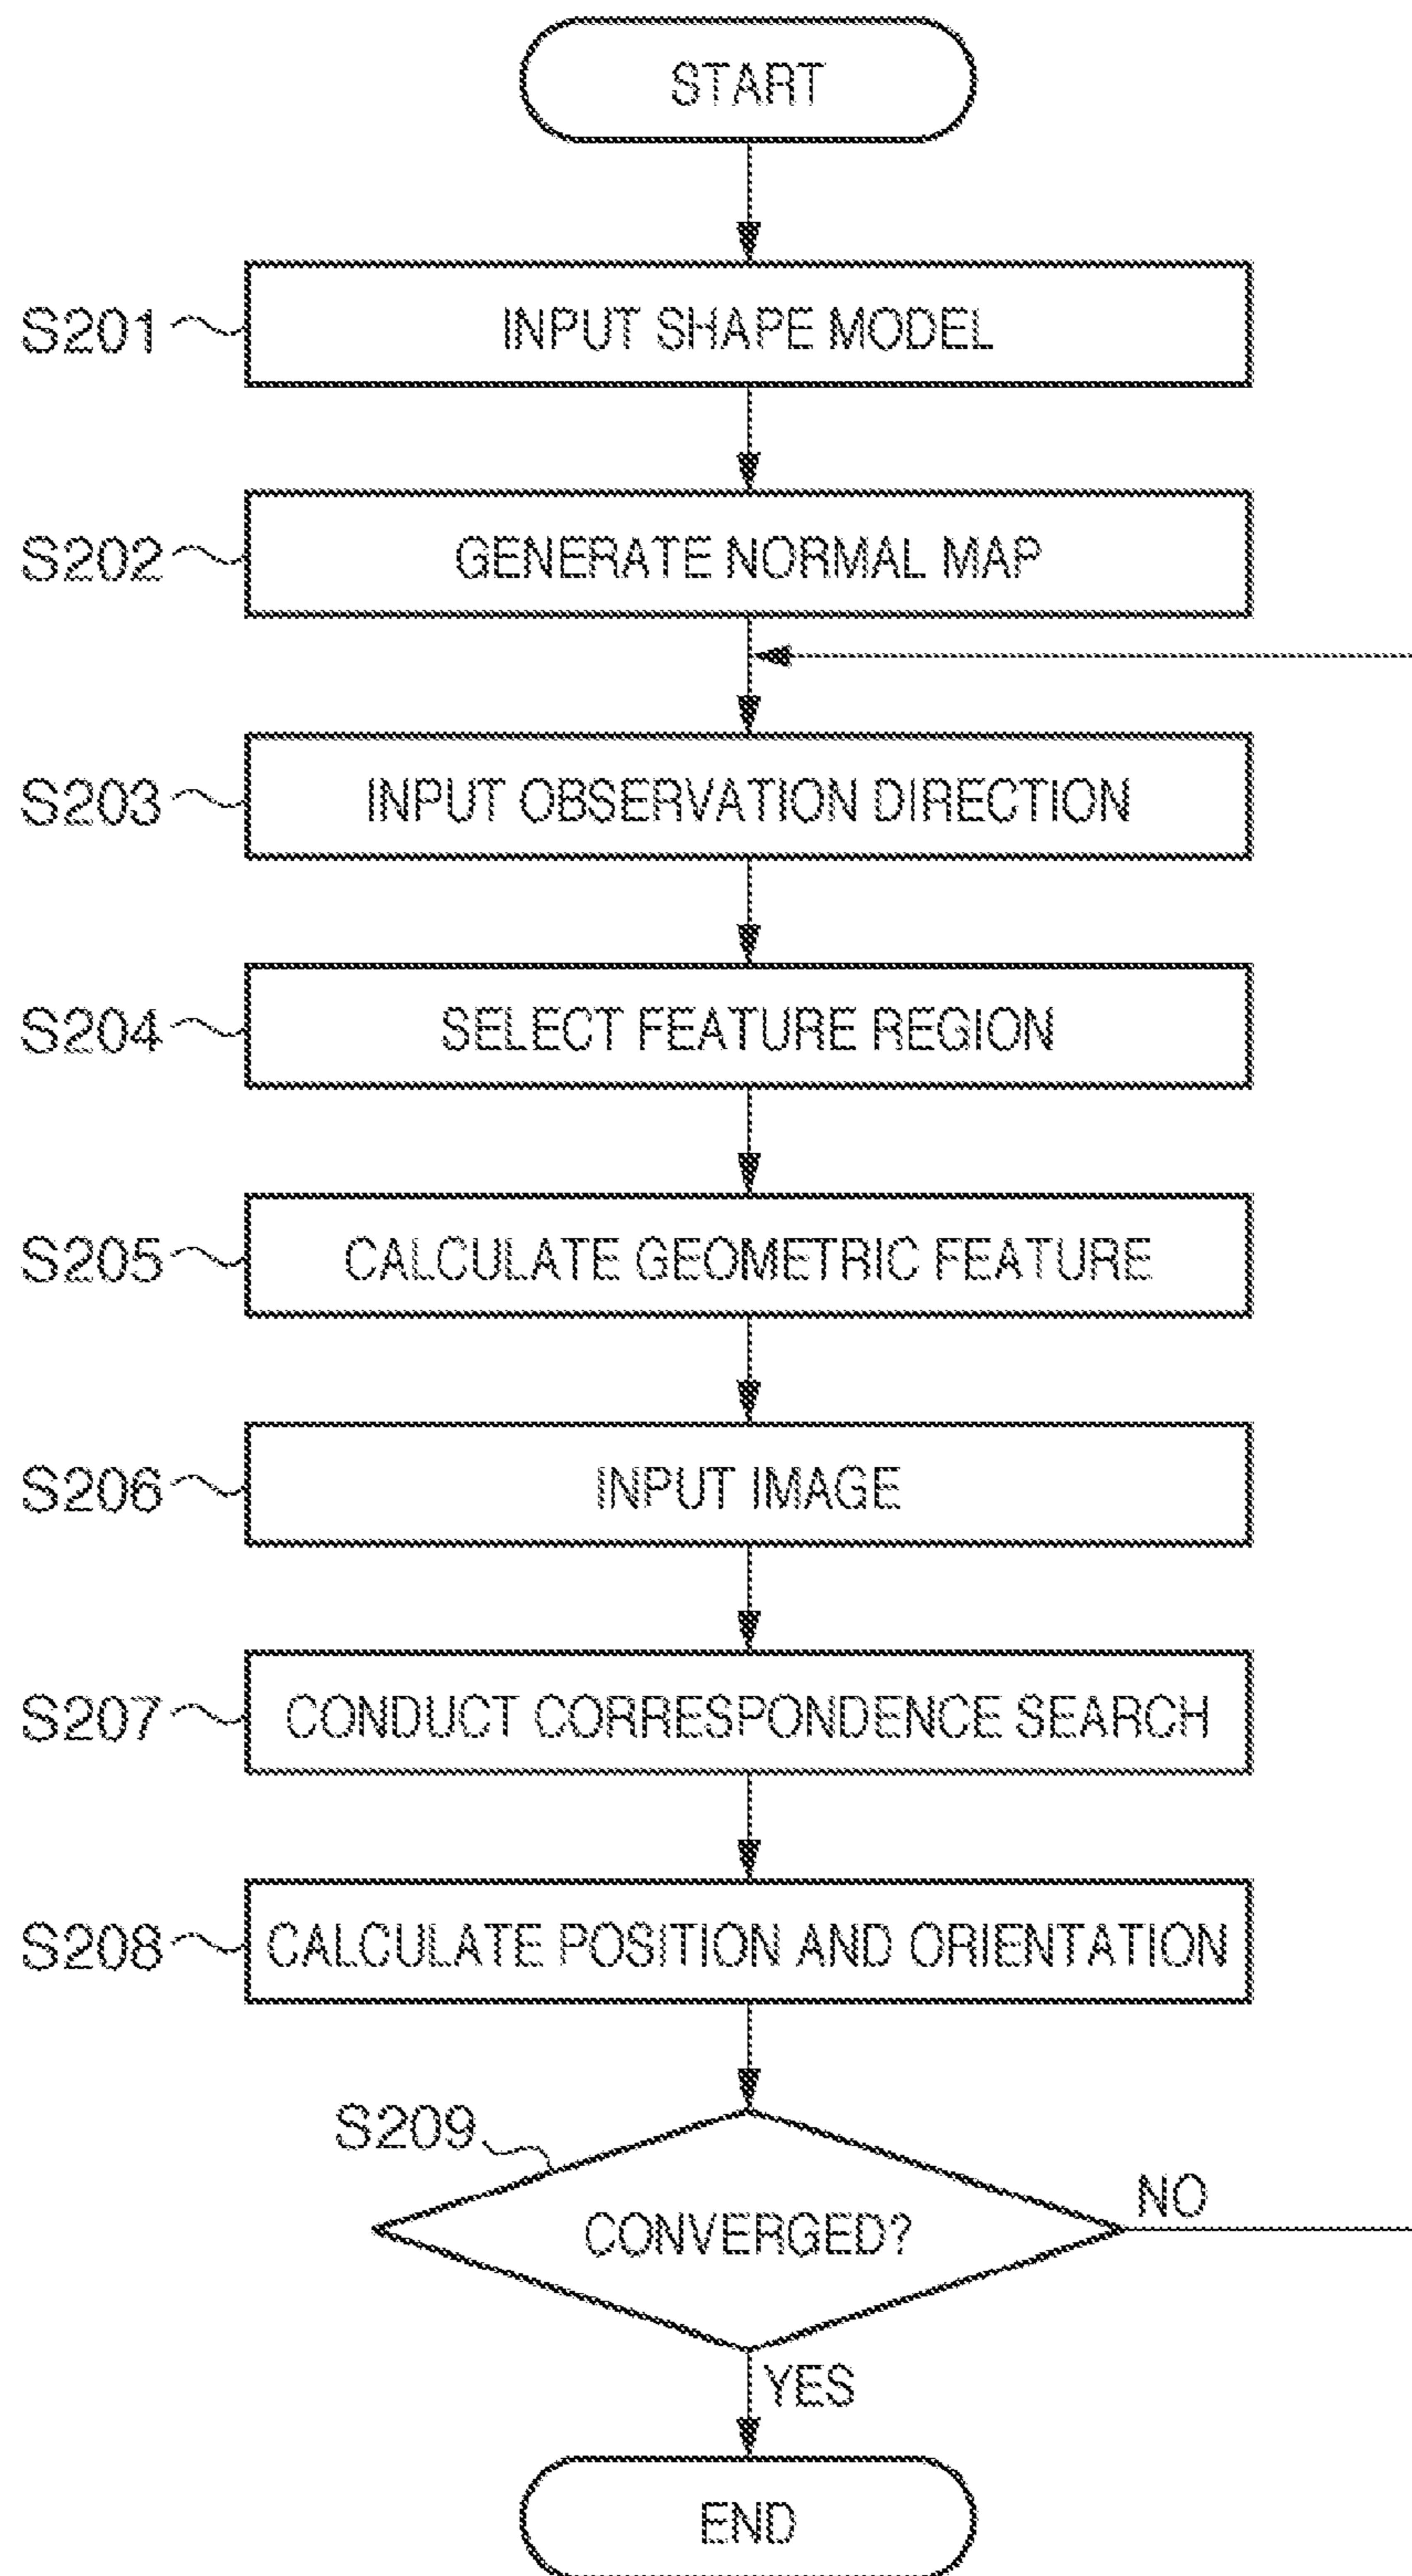 START
S201 INPUT SHAPE MODEL
S202 GENERATE NORMAL MAP
S203 INPUT OBSERVATION DIRECTION
S204 SELECT FEATURE REGION
S205 CALCULATE GEOMETRIC FEATURE
S206 INPUT IMAGE
S207 CONDUCT CORRESPONDENCE SEARCH
S208 CALCULATE POSITION AND ORIENTATION
S209
CONVERGED?
NO
YES
END